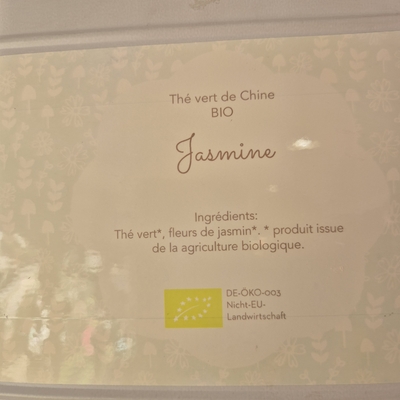 Thé vert de Chine
BIO
Jasmine
Ingrédients:
Thé vert*, fleurs de jasmin*. * produit issue
de la agriculture biologique.
DE-ÖKO-003
Nicht-EU-
Landwirtschaft